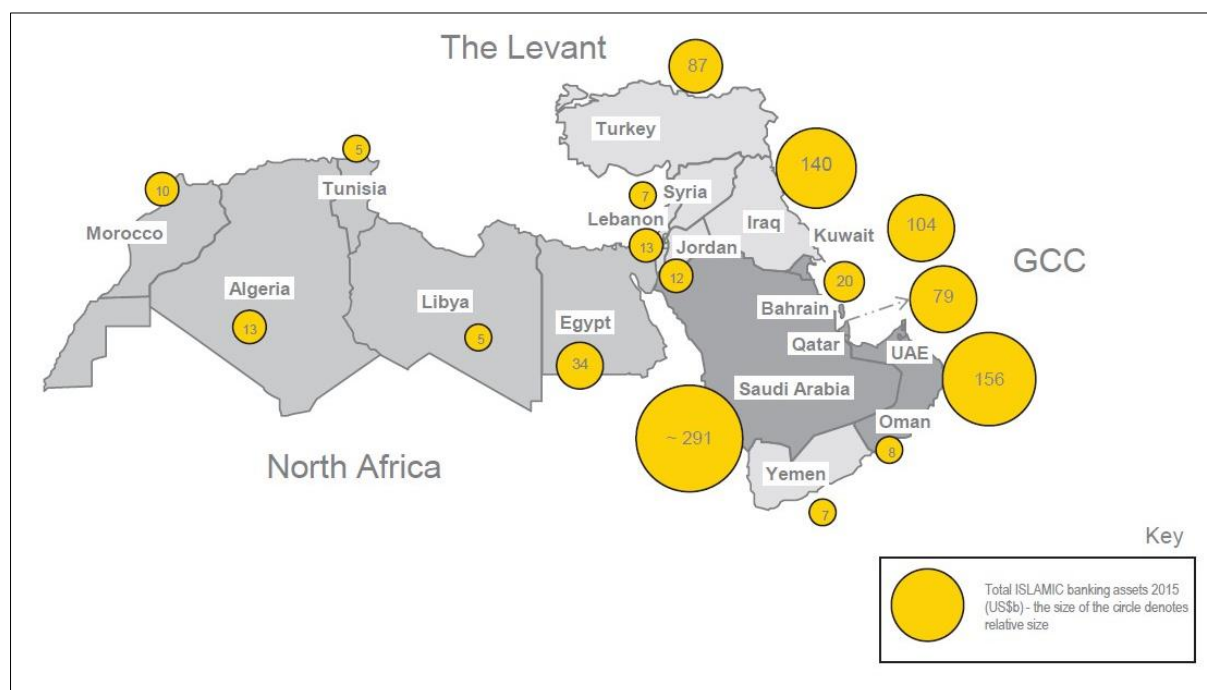 The Levant
87
Turkey
5
140
Tunisia
10
7
Syria
Lebanon
Iraq
Morocco
13
Jordan
Kuwait
104
GCC
12
20
Algeria
Libya
Bahrain
79
13
5
Egypt
Qatar
UAE
34
Saudi Arabia
156
~ 291
Oman
North Africa
8
Yemen
7
Key
Total ISLAMIC banking assets 2015
(US$b) - the size of the circle denotes
relative size